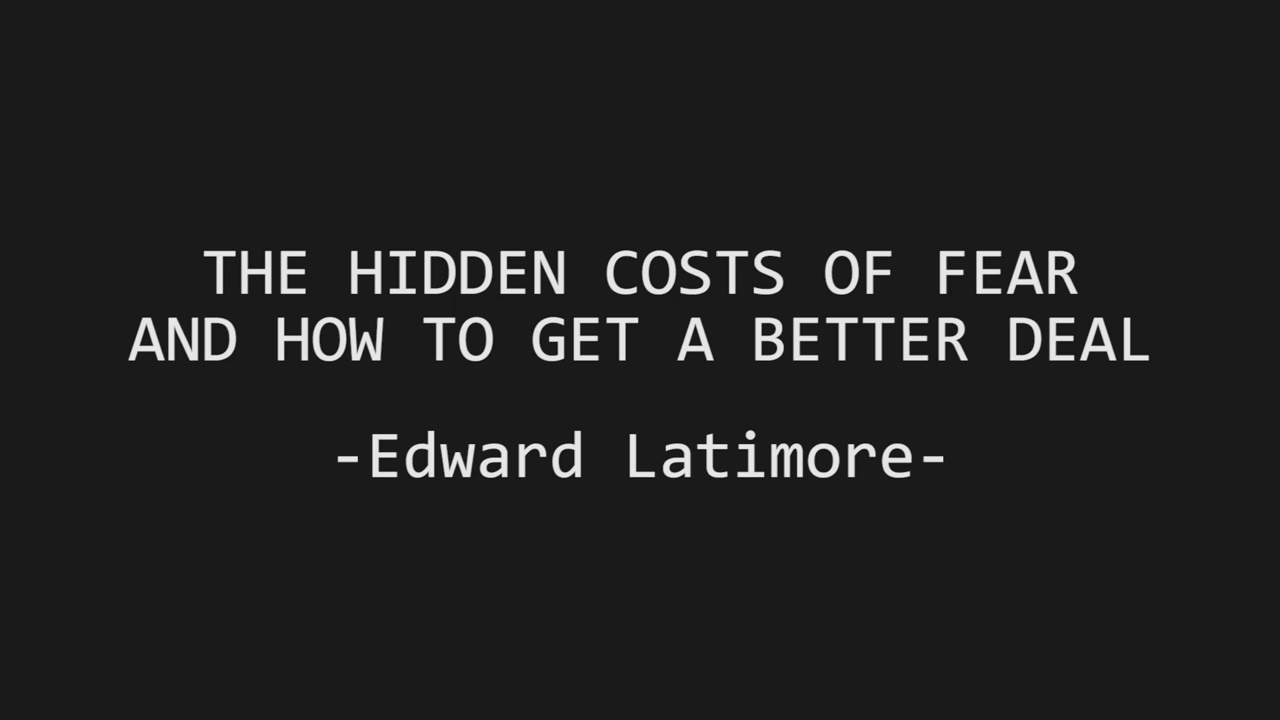 THE HIDDEN COSTS OF FEAR
AND HOW TO GET A BETTER DEAL
-Edward Latimore-